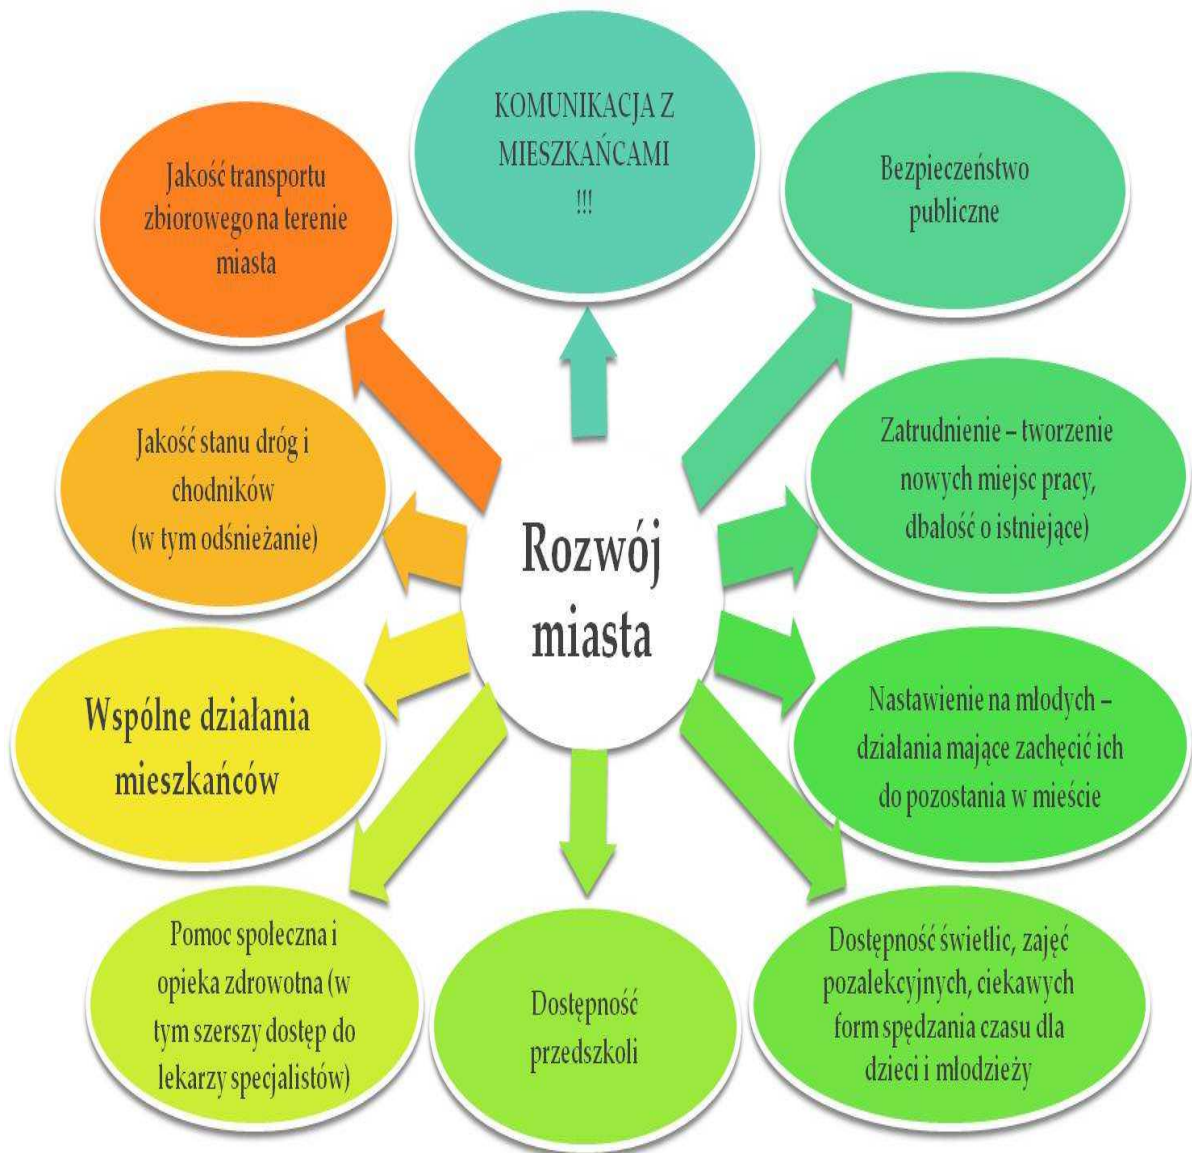 KOMUNIKACJA Z
MIESZKAŃCAMI
!!!
Bezpieczeństwo
publiczne
Zatrudnienie – tworzenie
nowych miejsc pracy,
dbałość o istniejące)
Nastawienie na młodych –
działania mające zachęcić ich
do pozostania w mieście
Dostępność świetlic, zajęć
pozalekcyjnych, ciekawych
form spędzania czasu dla
dzieci i młodzieży
Dostępność
przedszkoli
Pomoc społeczna i
opieka zdrowotna (w
tym szerszy dostęp do
lekarzy specjalistów)
Wspólne działania
mieszkańców
Jakość stanu dróg i
chodników
(w tym odśnieżanie)
Jakość transportu
zbiorowego na terenie
miasta
Rozwój
miasta